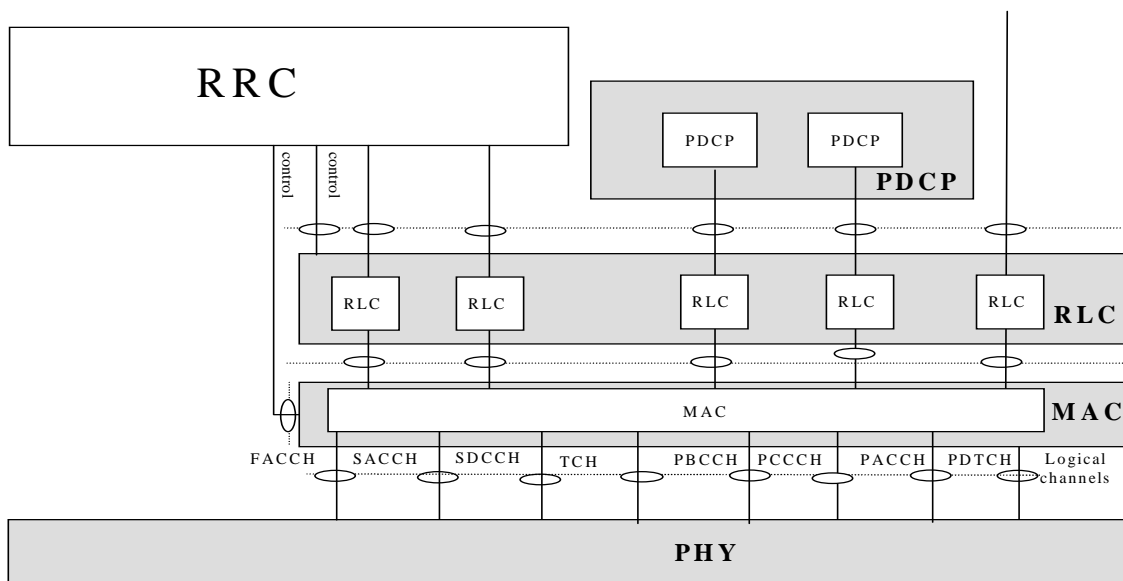 RRC
control
control
PDCP
PDCP
PDCP
RLC
RLC
RLC
RLC
RLC
RLC
MAC
MAC
FACCH
SACCH
SDCCH
TCH
PBCCH
PCCCH
PACCH
PDTCH
Logical
channels
PHY